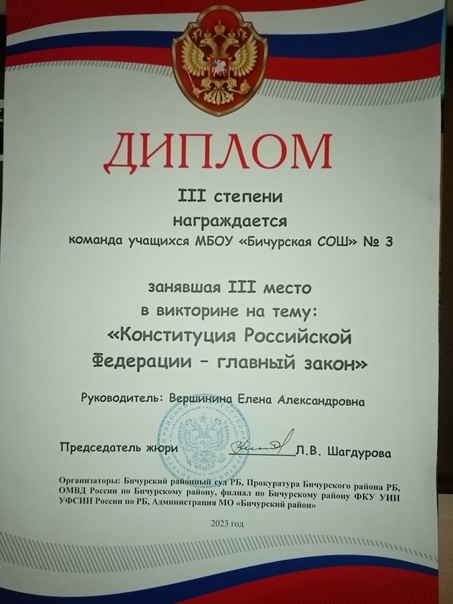 ДИПЛОМ
III степени
награждается
команда учащихся МБОУ «Бичурская СОШ» № 3
занявшая III место
в викторине на тему:
«Конституция Российской
Федерации – главный закон»
Руководитель: Вершинина Елена Александровна
Председатель жюри Л.В. Шагдурова
Организаторы: Бичурский районный суд РБ, Прокуратура Бичурского района РБ,
ОМВД России по Бичурскому району, филиал по Бичурскому району ФКУ УИИ
УФСИН России по РБ, Администрация МО «Бичурский район»
2023 год